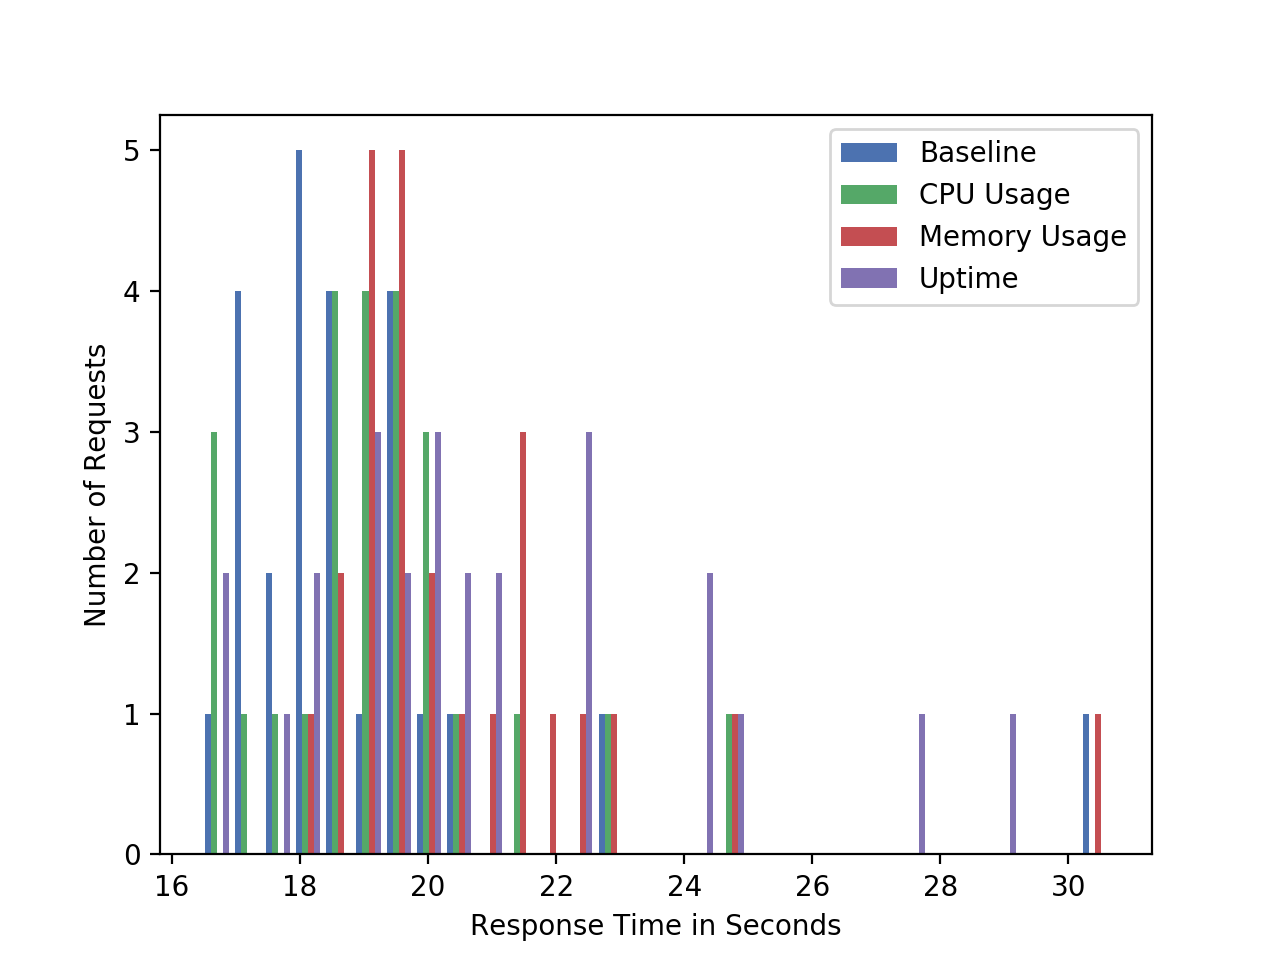 5
4
3
2
1
0
Number of Requests
Baseline
CPU Usage
Memory Usage
Uptime
16 18 20 22 24 26 28 30
Response Time in Seconds